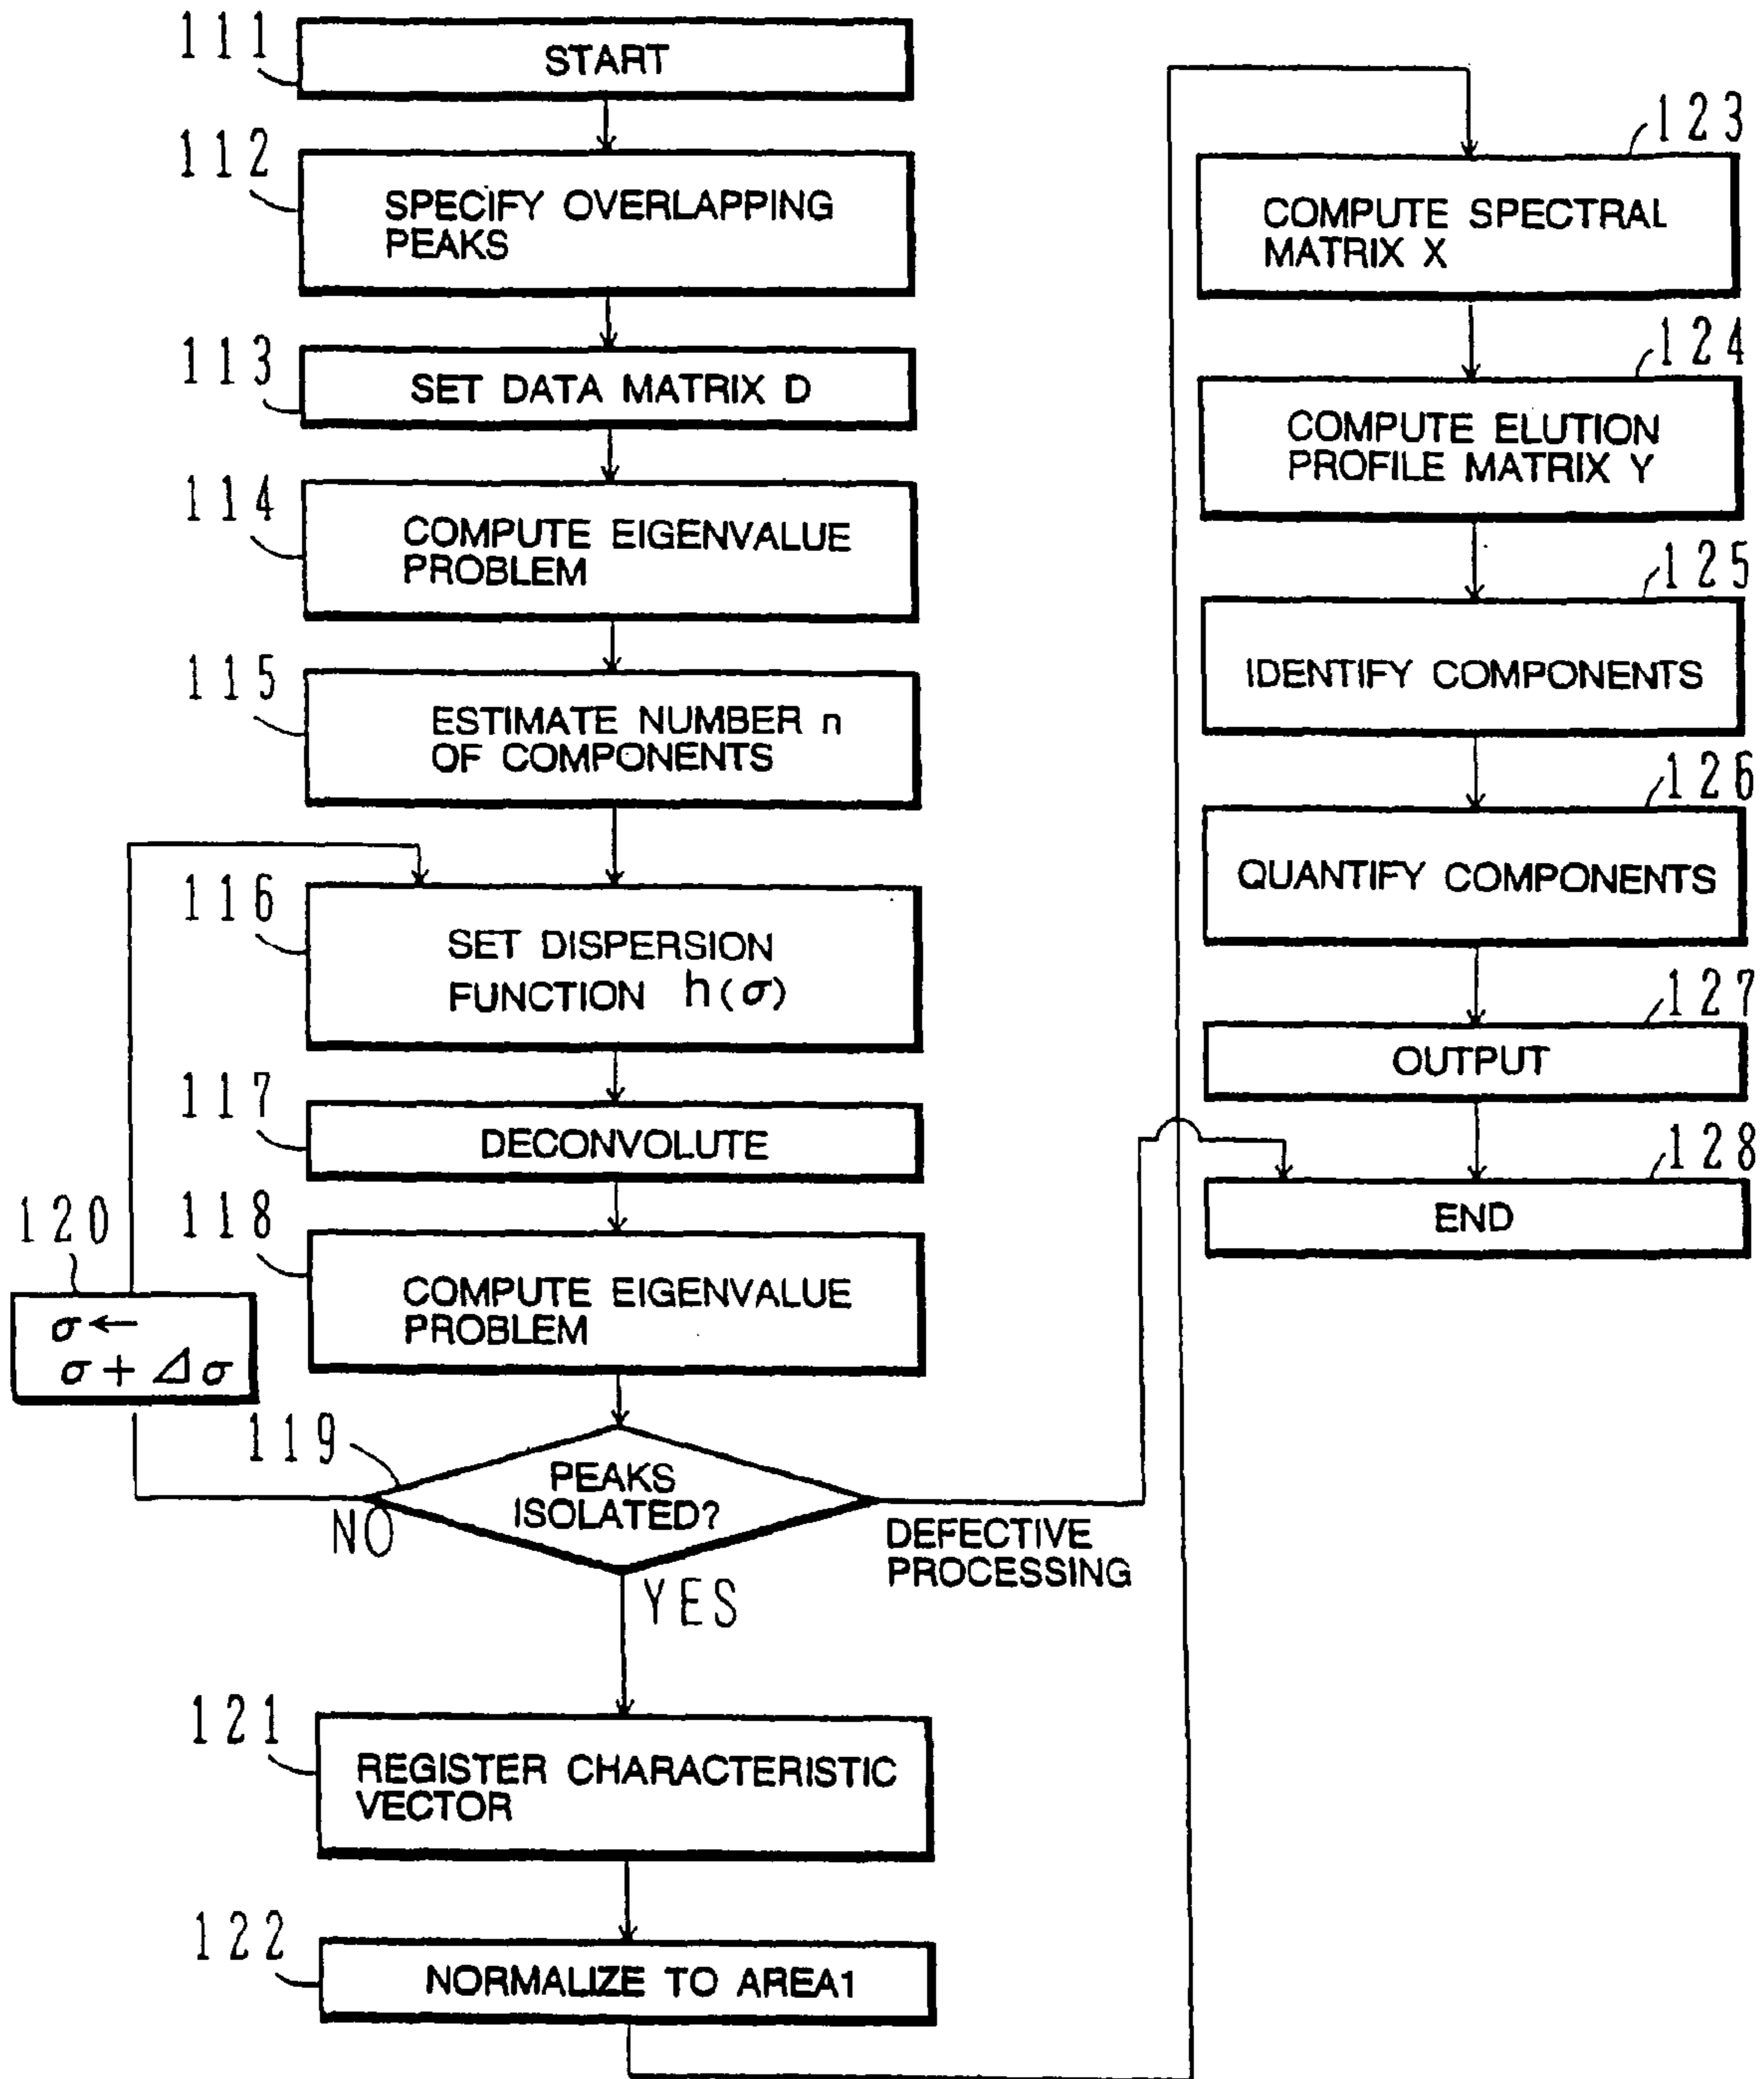 111
START
112
SPECIFY OVERLAPPING
PEAKS
113
SET DATA MATRIX D
114
COMPUTE EIGENVALUE
PROBLEM
115
ESTIMATE NUMBER n
OF COMPONENTS
116
SET DISPERSION
FUNCTION h(σ)
117
DECONVOLUTE
118
COMPUTE EIGENVALUE
PROBLEM
120
σ←
σ + Δσ
119
PEAKS
ISOLATED?
NO
YES
DEFECTIVE
PROCESSING
121
REGISTER CHARACTERISTIC
VECTOR
122
NORMALIZE TO AREA1
123
COMPUTE SPECTRAL
MATRIX X
124
COMPUTE ELUTION
PROFILE MATRIX Y
125
IDENTIFY COMPONENTS
126
QUANTIFY COMPONENTS
127
OUTPUT
128
END